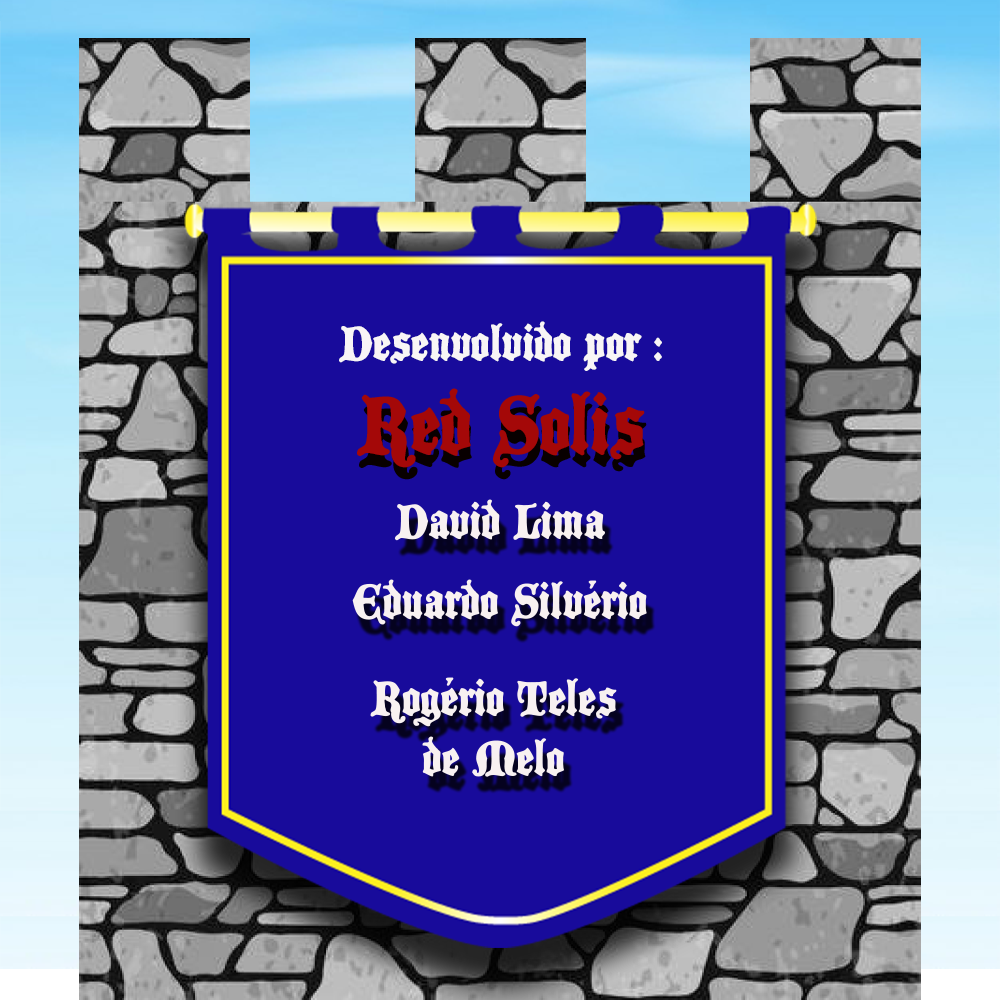 Desenvolvido por :
Red Solis
David Lima
Eduardo Silvério
Rogério Teles
de Melo